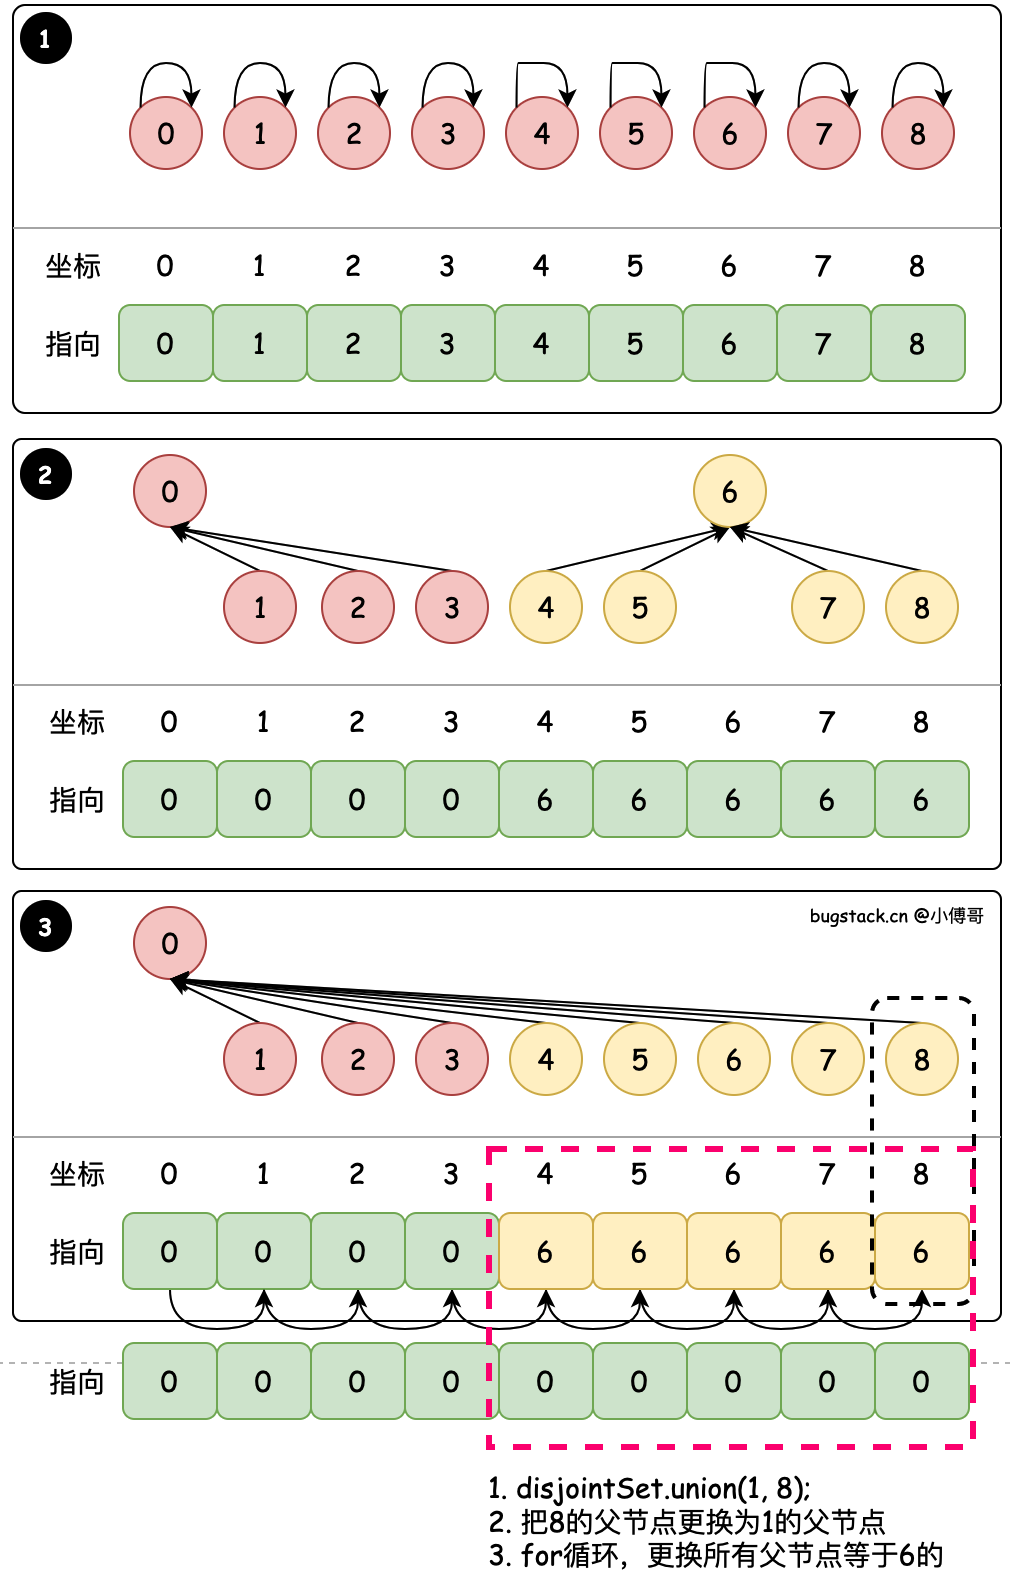 1
0 1 2 3 4 5 6 7 8
坐标 0 1 2 3 4 5 6 7 8
指向 0 1 2 3 4 5 6 7 8
2
0 6
1 2 3 4 5 7 8
坐标 0 1 2 3 4 5 6 7 8
指向 0 0 0 0 6 6 6 6 6
3
bugstack.cn @小傅哥
0
1 2 3 4 5 6 7 8
坐标 0 1 2 3 4 5 6 7 8
指向 0 0 0 0 6 6 6 6 6
指向 0 0 0 0 0 0 0 0 0
1. disjointSet.union(1, 8);
2. 把8的父节点更换为1的父节点
3. for循环，更换所有父节点等于6的